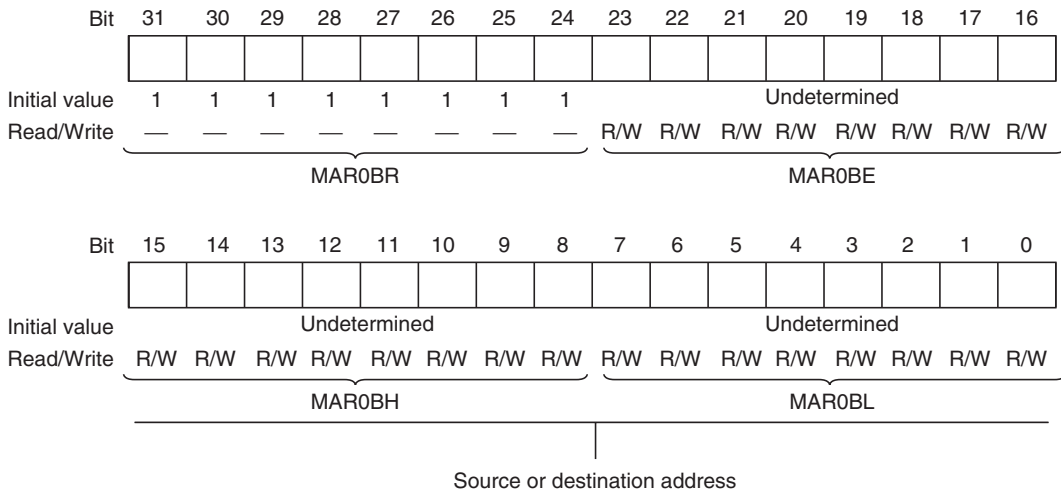 Bit 31 30 29 28 27 26 25 24 23 22 21 20 19 18 17 16
Initial value 1 1 1 1 1 1 1 1 Undetermined
Read/Write — — — — — — — — R/W R/W R/W R/W R/W R/W R/W R/W
MAR0BR MAR0BE
Bit 15 14 13 12 11 10 9 8 7 6 5 4 3 2 1 0
Initial value Undetermined Undetermined
Read/Write R/W R/W R/W R/W R/W R/W R/W R/W R/W R/W R/W R/W R/W R/W R/W R/W
MAR0BH MAR0BL
Source or destination address